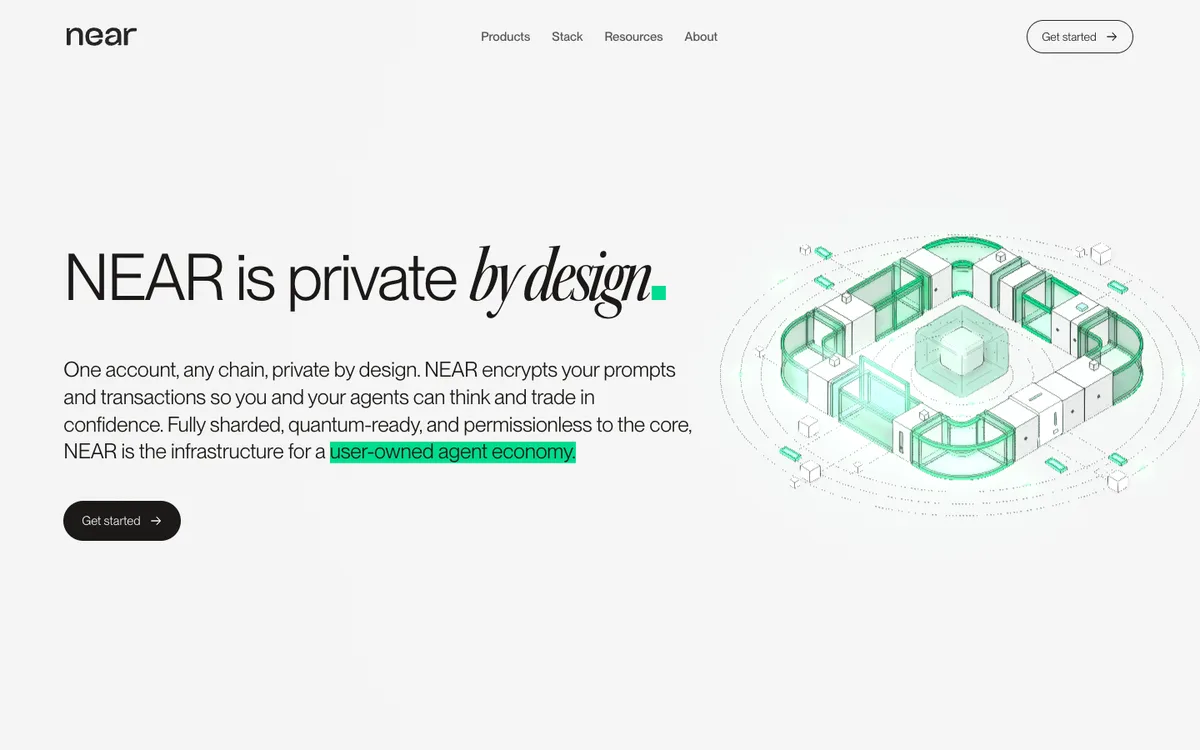 near
Products
Stack
Resources
About
Get started
NEAR is private by design.
One account, any chain, private by design. NEAR encrypts your prompts
and transactions so you and your agents can think and trade in
confidence. Fully sharded, quantum-ready, and permissionless to the core,
NEAR is the infrastructure for a user-owned agent economy.
Get started